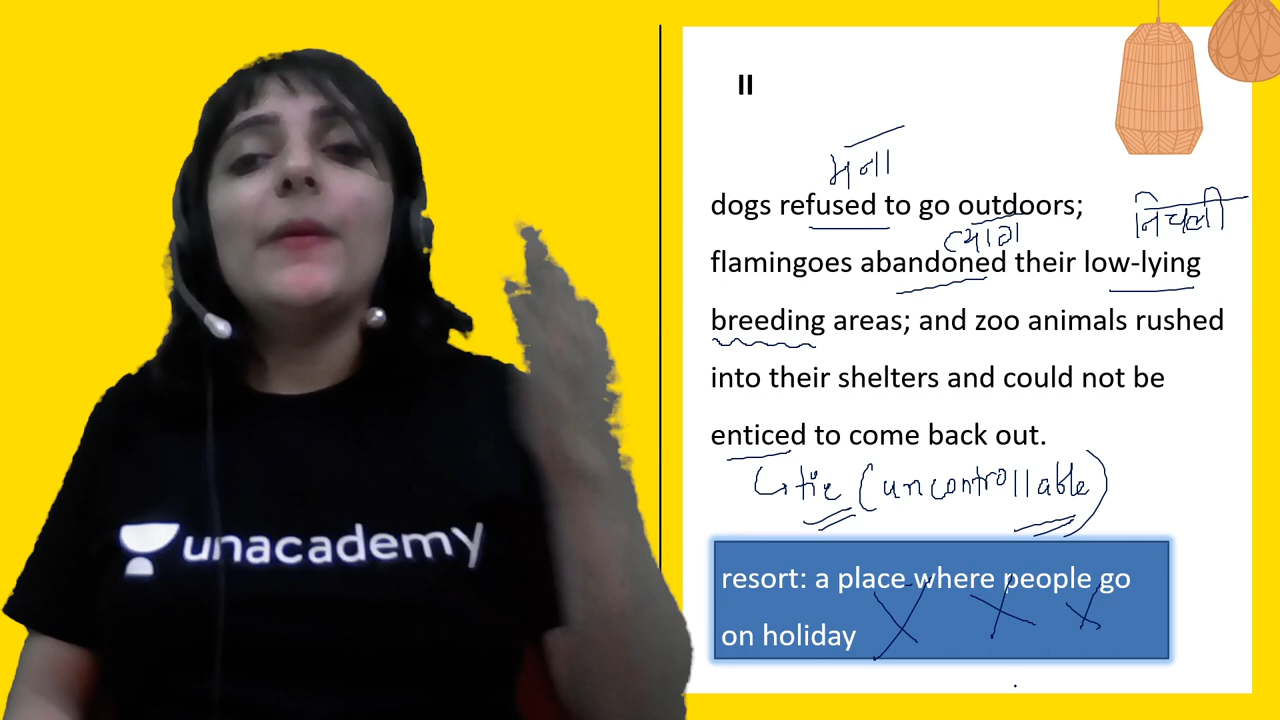 II
मना
dogs refused to go outdoors;
निचली
त्याग
flamingoes abandoned their low-lying
breeding areas; and zoo animals rushed
into their shelters and could not be
enticed to come back out.
tie (uncontrollable)
unacademy
resort: a place where people go
on holiday